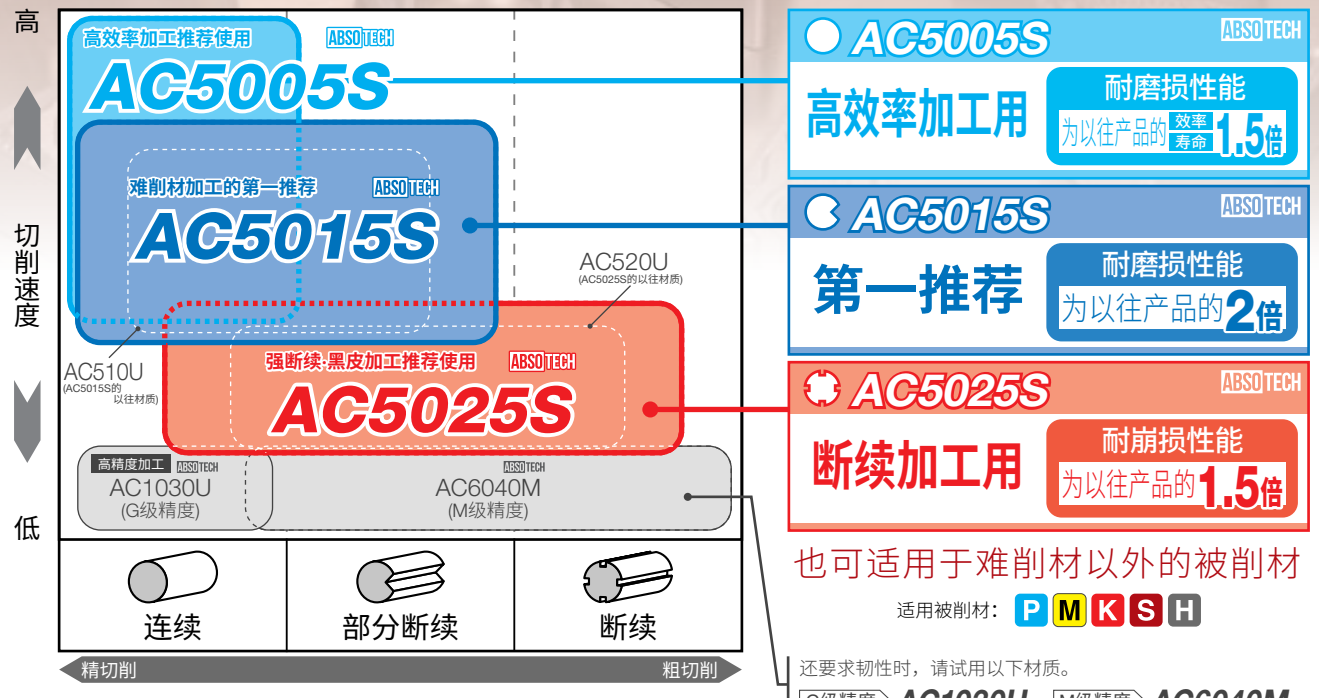 高
切削速度
低
高效率加工推荐使用 ABSOTECH
AC5005S
难削材加工的第一推荐 ABSOTECH
AC5015S
AC520U
(AC5025S的以往材质)
AC510U
(AC5015S的
以往材质)
强断续·黑皮加工推荐使用 ABSOTECH
AC5025S
高精度加工 ABSOTECH
AC1030U
(G级精度)
ABSOTECH
AC6040M
(M级精度)
连续 部分断续 断续
精切削 粗切削
AC5005S ABSOTECH
高效率加工用
耐磨损性能
为以往产品的 效率 寿命 1.5倍
AC5015S ABSOTECH
第一推荐
耐磨损性能
为以往产品的2倍
AC5025S ABSOTECH
断续加工用
耐崩损性能
为以往产品的1.5倍
也可适用于难削材以外的被削材
适用被削材： P M K S H
还要求韧性时，请试用以下材质。
G级精度 AC1030U M级精度 AC6040M